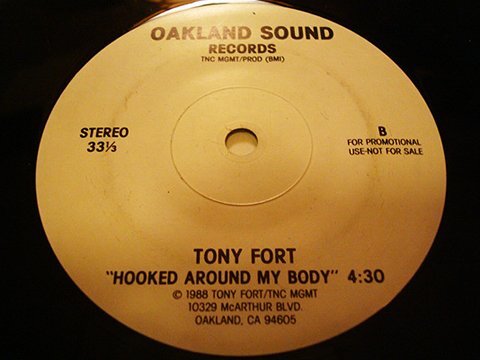 OAKLAND SOUND
RECORDS
TNC MGMT/PROD (BMI)
STEREO
33⅓
B
FOR PROMOTIONAL
USE-NOT FOR SALE
TONY FORT
"HOOKED AROUND MY BODY" 4:30
© 1988 TONY FORT/TNC MGMT
10329 McARTHUR BLVD.
OAKLAND, CA 94605